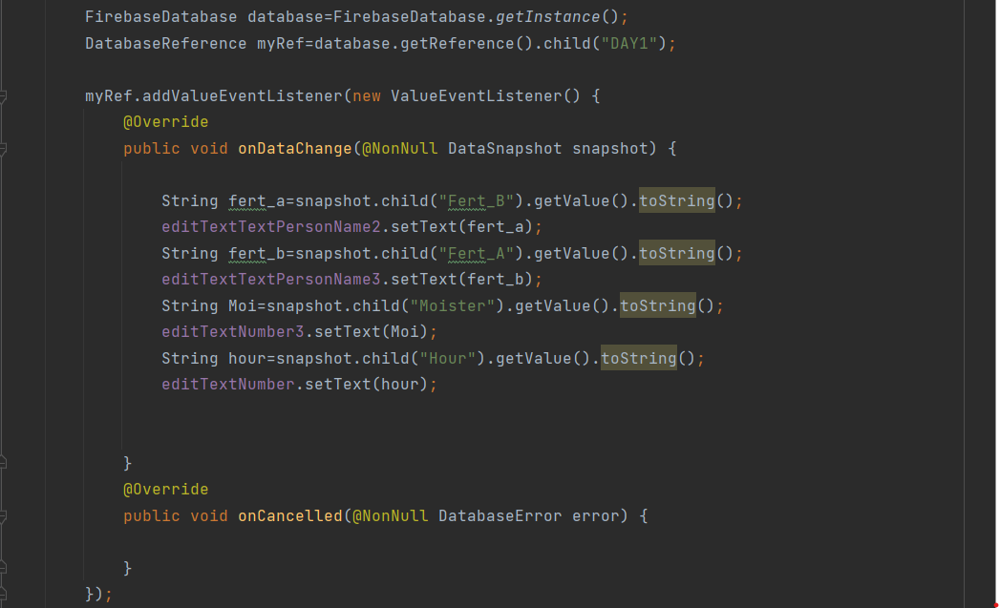 FirebaseDatabase database=FirebaseDatabase.getInstance();
DatabaseReference myRef=database.getReference().child("DAY1");
myRef.addValueEventListener(new ValueEventListener() {
@Override
public void onDataChange(@NonNull DataSnapshot snapshot) {
String fert_a=snapshot.child("Fert_B").getValue().toString();
editTextTextPersonName2.setText(fert_a);
String fert_b=snapshot.child("Fert_A").getValue().toString();
editTextTextPersonName3.setText(fert_b);
String Moi=snapshot.child("Moister").getValue().toString();
editTextNumber3.setText(Moi);
String hour=snapshot.child("Hour").getValue().toString();
editTextNumber.setText(hour);
}
@Override
public void onCancelled(@NonNull DatabaseError error) {
}
});